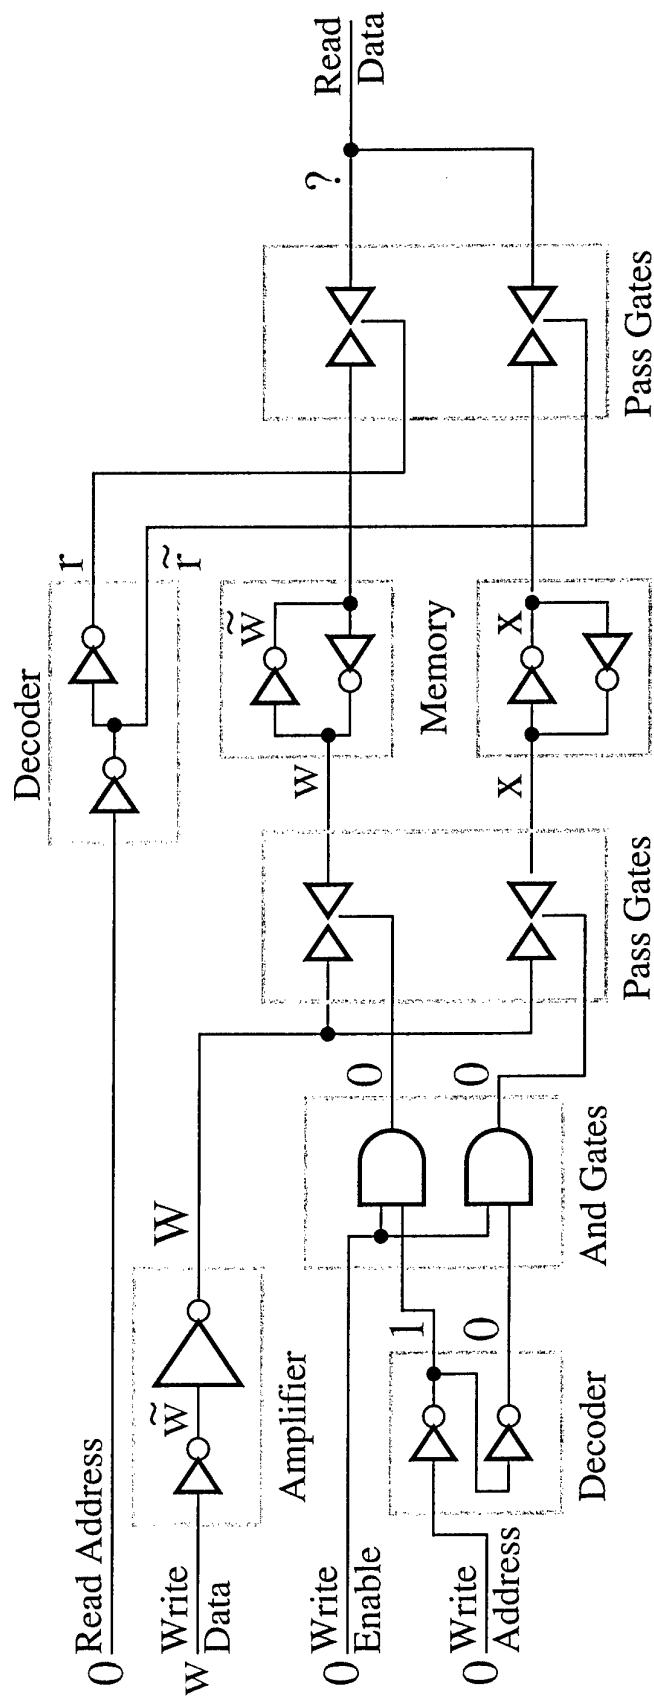 0 Read Address
Decoder
r
r̃
w Write
Data
w̃
Amplifier
W
0 Write
Enable
0 Write
Address
Decoder
1
0
And Gates
0
0
Pass Gates
w
w̃
x
x
Memory
Pass Gates
?
Read
Data